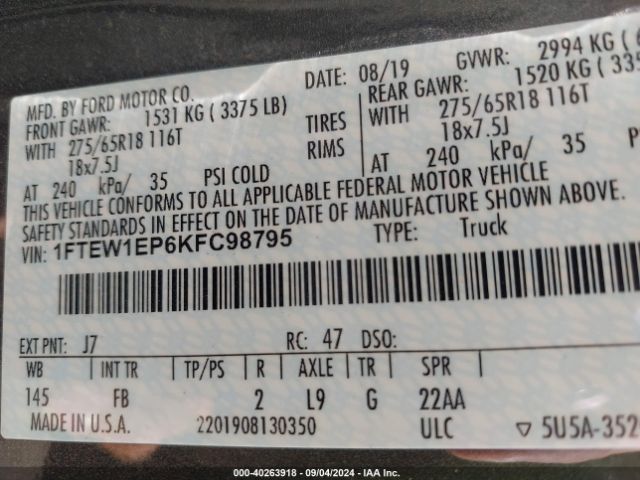 MFD. BY FORD MOTOR CO. DATE: 08/19 GVWR: 2994 KG (
FRONT GAWR: 1531 KG ( 3375 LB) REAR GAWR: 1520 KG ( 335
WITH 275/65R18 116T TIRES WITH 275/65R18 116T
18x7.5J RIMS 18x7.5J
AT 240 kPa/ 35 PSI COLD AT 240 kPa/ 35
THIS VEHICLE CONFORMS TO ALL APPLICABLE FEDERAL MOTOR VEHICLE
SAFETY STANDARDS IN EFFECT ON THE DATE OF MANUFACTURE SHOWN ABOVE.
VIN: 1FTEW1EP6KFC98795 TYPE: Truck
EXT PNT: J7 RC: 47 DSO:
WB INT TR TP/PS R AXLE TR SPR
145 FB 2 L9 G 22AA
MADE IN U.S.A. 2201908130350 ULC ▽ 5U5A-352
000-40263918 - 09/04/2024 - IAA Inc.